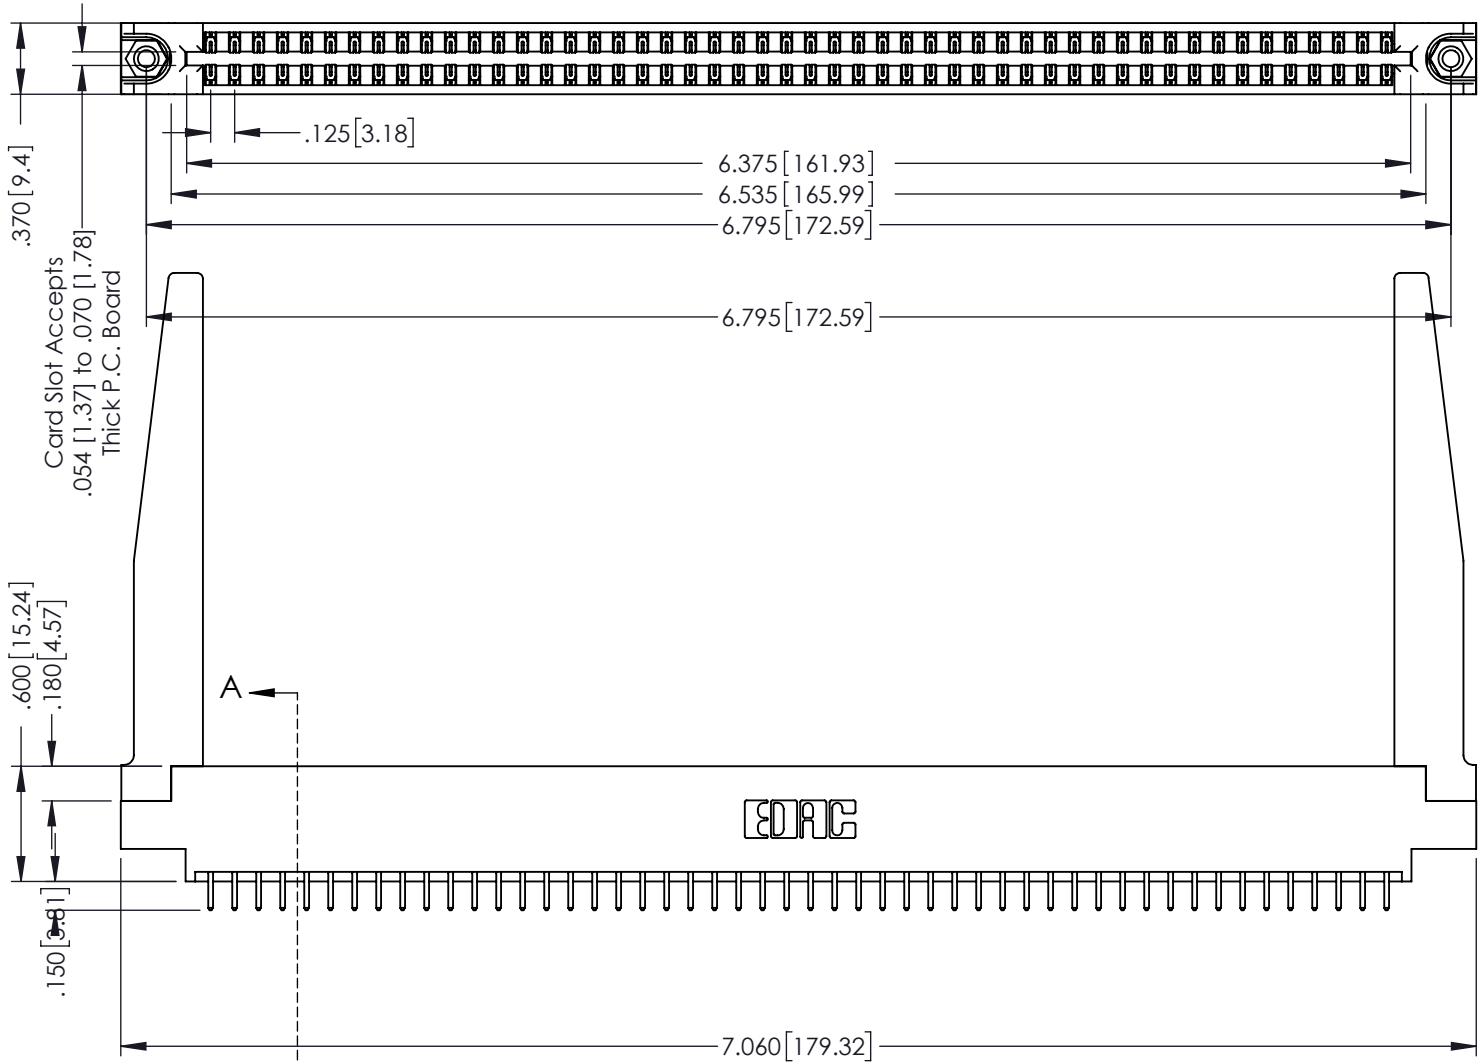 .370 [9.4]
Card Slot Accepts
.054 [1.37] to .070 [1.78]
Thick P.C. Board
.125[3.18]
6.375[161.93]
6.535[165.99]
6.795[172.59]
6.795[172.59]
.600 [15.24]
.180[4.57]
A
EDAC
.150[3.81]
7.060[179.32]